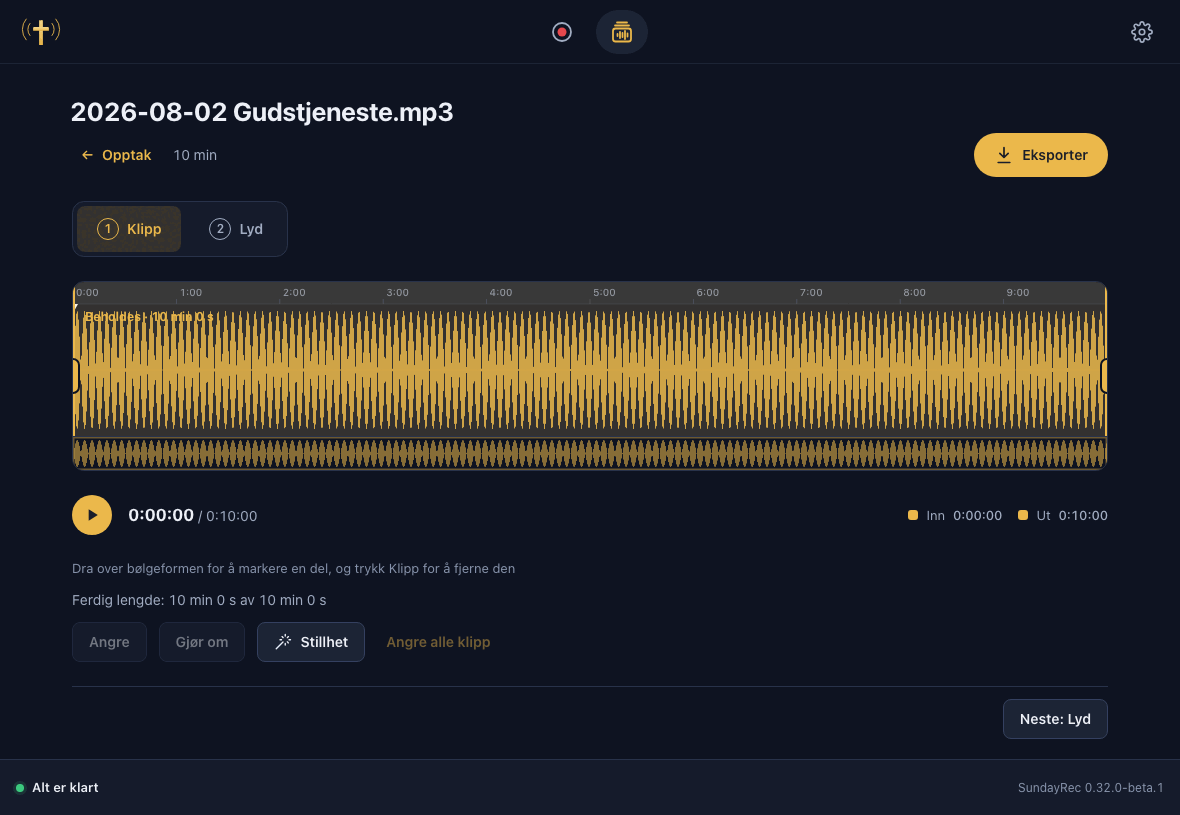 2026-08-02 Gudstjeneste.mp3
← Opptak 10 min
Eksporter
1 Klipp 2 Lyd
0:00 1:00 2:00 3:00 4:00 5:00 6:00 7:00 8:00 9:00
Beholdes · 10 min 0 s
0:00:00 / 0:10:00
Inn 0:00:00 Ut 0:10:00
Dra over bølgeformen for å markere en del, og trykk Klipp for å fjerne den
Ferdig lengde: 10 min 0 s av 10 min 0 s
Angre Gjør om Stillhet Angre alle klipp
Neste: Lyd
Alt er klart
SundayRec 0.32.0-beta.1